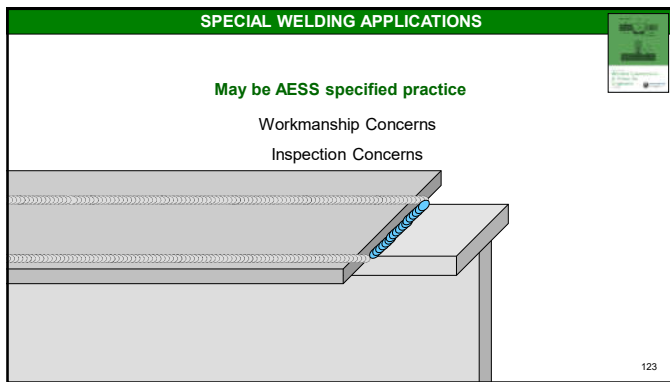 SPECIAL WELDING APPLICATIONS
May be AESS specified practice
Workmanship Concerns
Inspection Concerns
123